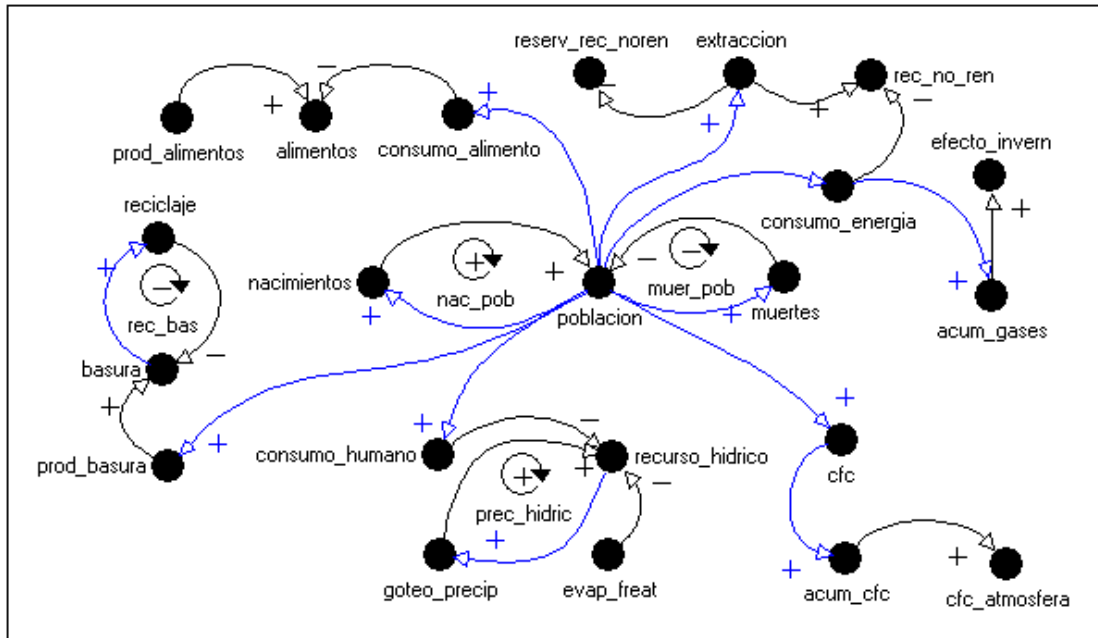 reserv_rec_noren
extraccion
rec_no_ren
prod_alimentos
alimentos
consumo_alimento
efecto_invern
reciclaje
consumo_energia
nacimientos
nac_pob
muer_pob
poblacion
muertes
acum_gases
rec_bas
basura
prod_basura
consumo_humano
recurso_hidrico
cfc
prec_hidric
goteo_precip
evap_freat
acum_cfc
cfc_atmosfera